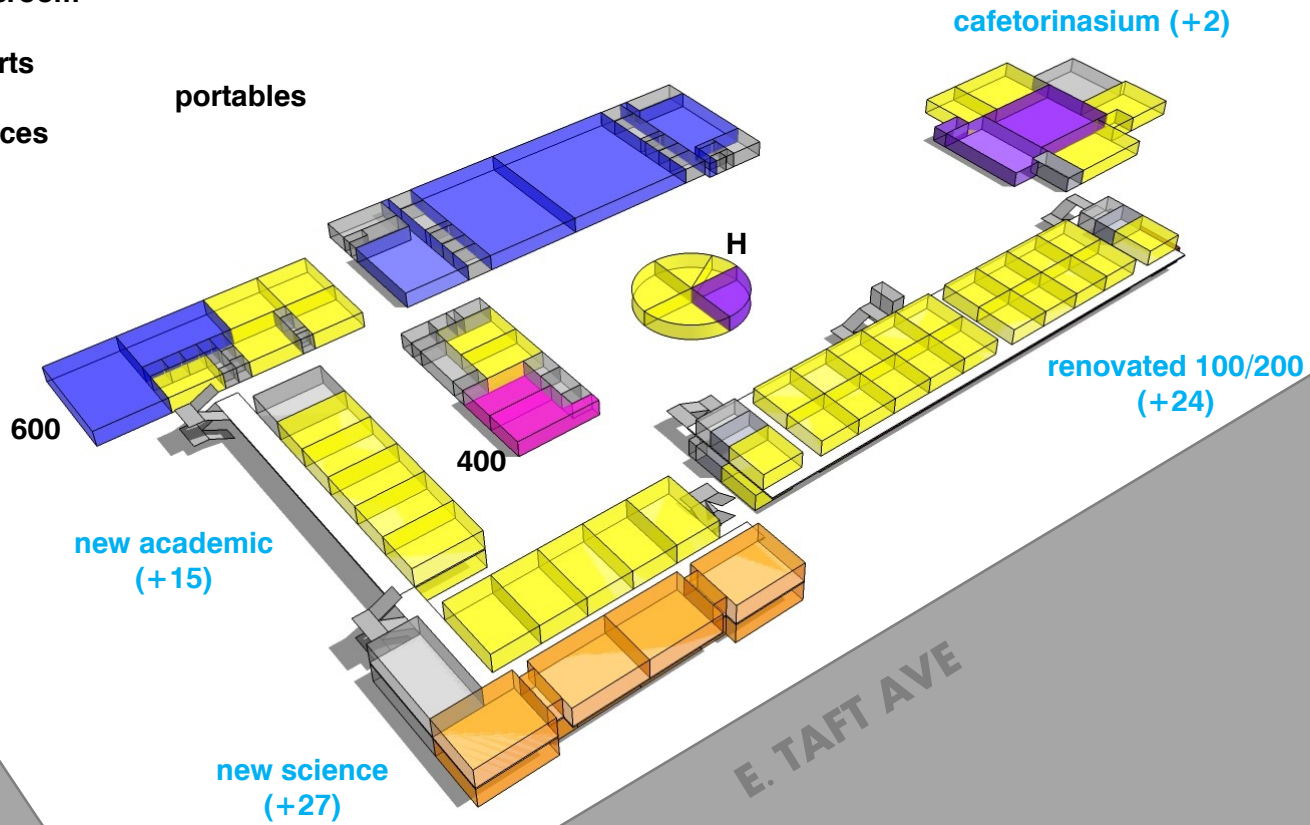 cafetorinasium (+2)
rts
portables
ces
H
renovated 100/200
(+24)
600
400
new academic
(+15)
E. TAFT AVE
new science
(+27)